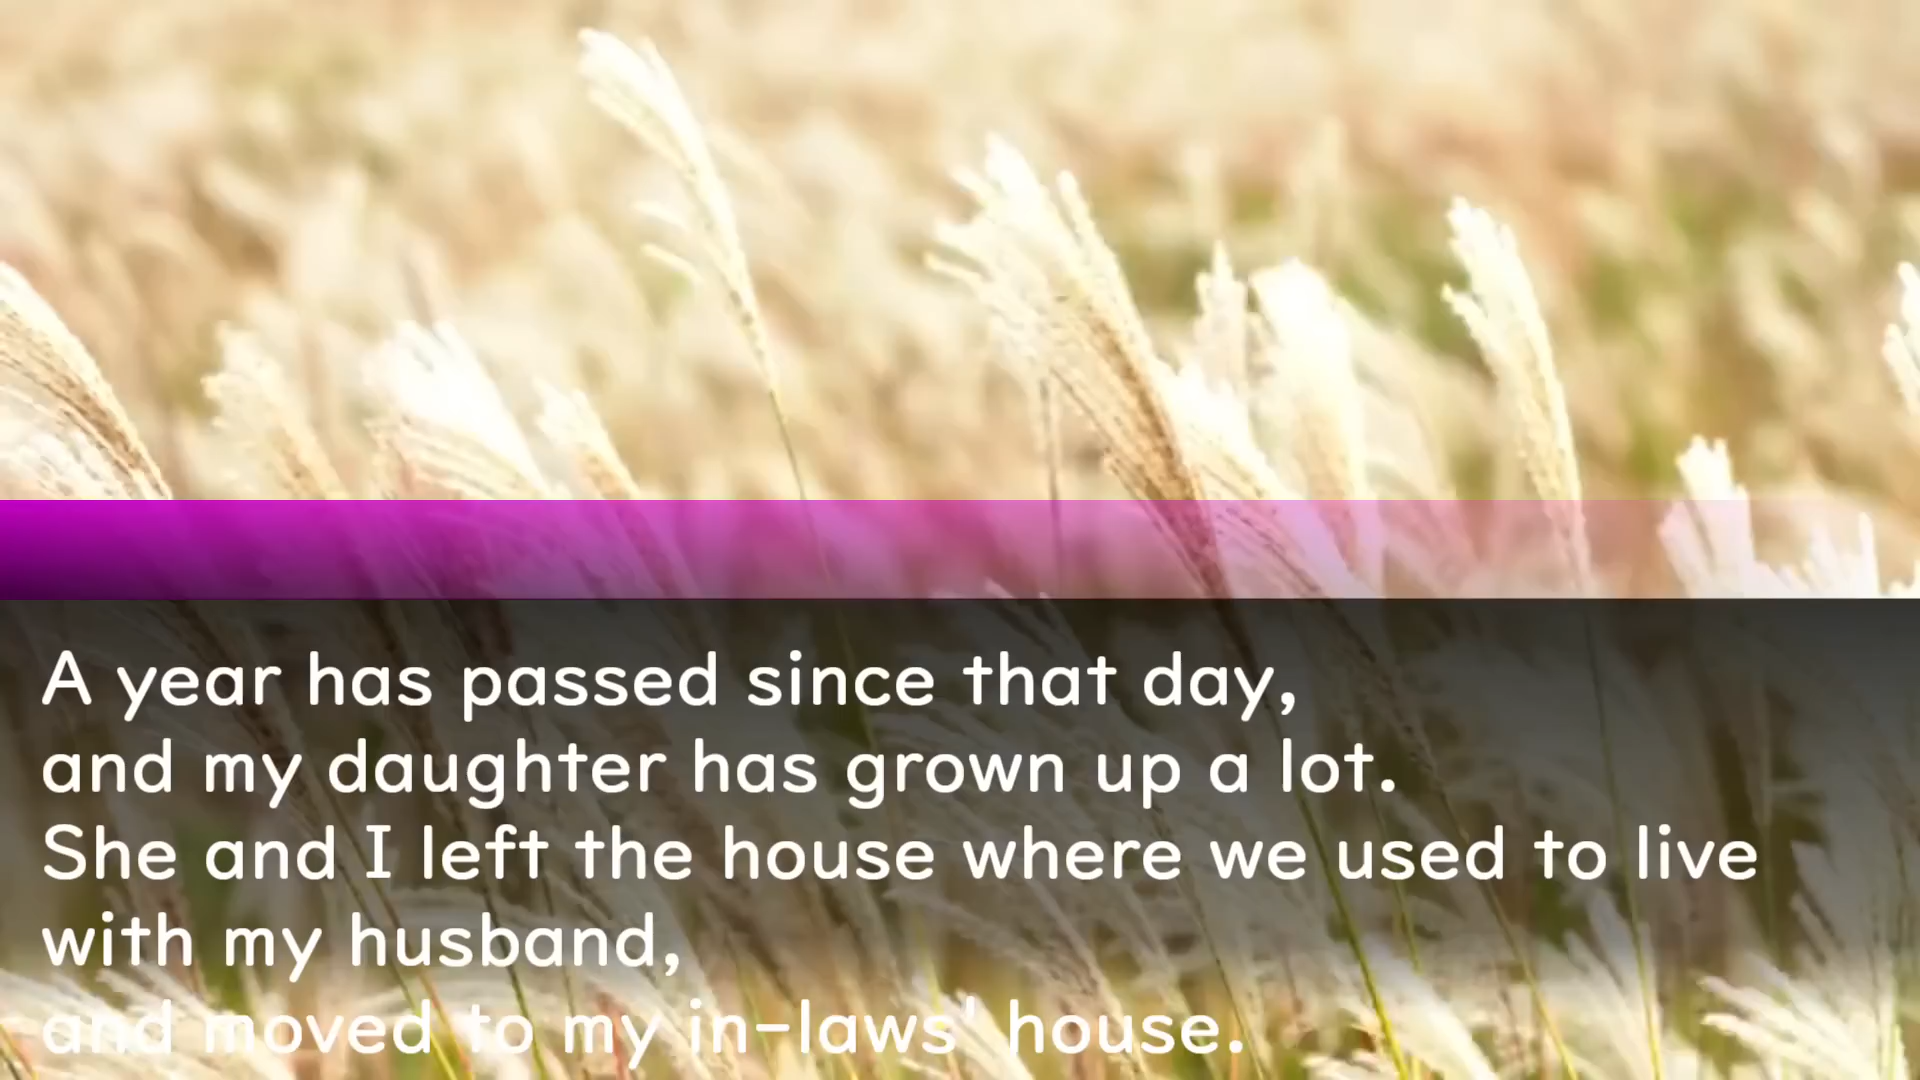 A year has passed since that day,
and my daughter has grown up a lot.
She and I left the house where we used to live
with my husband,
and moved to my in-laws' house.